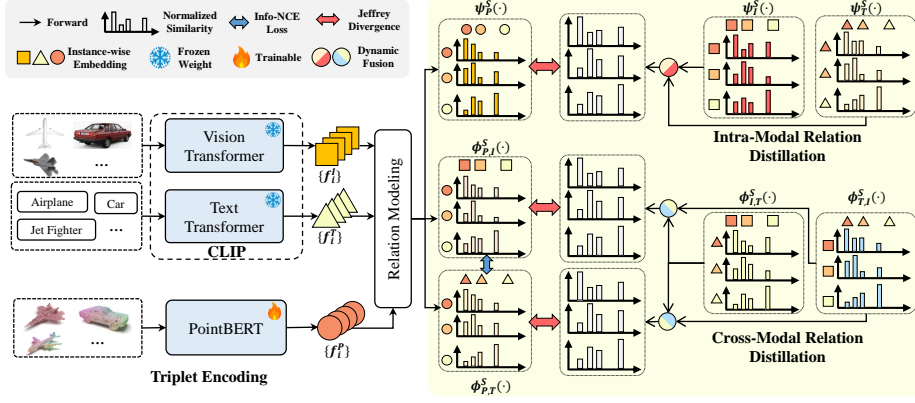 Forward
Normalized
Similarity
Info-NCE
Loss
Jeffrey
Divergence
Instance-wise
Embedding
Frozen
Weight
Trainable
Dynamic
Fusion
Vision
Transformer
{f_i^I}
Airplane
Car
Jet Fighter
...
Text
Transformer
{f_i^T}
CLIP
...
PointBERT
{f_i^P}
...
Triplet Encoding
Relation Modeling
ψ_P^S(·)
ψ_I^S(·)
ψ_T^S(·)
Intra-Modal Relation
Distillation
ϕ_{P,I}^S(·)
ϕ_{I,T}^S(·)
ϕ_{T,I}^S(·)
Cross-Modal Relation
Distillation
ϕ_{P,T}^S(·)